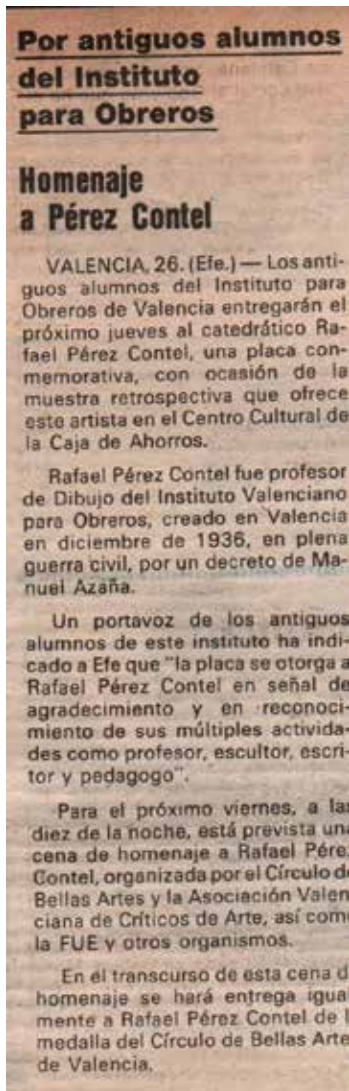 Por antiguos alumnos
del Instituto
para Obreros
Homenaje
a Pérez Contel
VALENCIA, 26. (Efe.) — Los anti-
guos alumnos del Instituto para
Obreros de Valencia entregarán el
próximo jueves al catedrático Ra-
fael Pérez Contel, una placa con-
memorativa, con ocasión de la
muestra retrospectiva que ofrece
este artista en el Centro Cultural de
la Caja de Ahorros.
Rafael Pérez Contel fue profesor
de Dibujo del Instituto Valenciano
para Obreros, creado en Valencia
en diciembre de 1936, en plena
guerra civil, por un decreto de Ma-
nuel Azaña.
Un portavoz de los antiguos
alumnos de este instituto ha indi-
cado a Efe que "la placa se otorga a
Rafael Pérez Contel en señal de
agradecimiento y en reconoci-
miento de sus múltiples activida-
des como profesor, escultor, escri-
tor y pedagogo".
Para el próximo viernes, a las
diez de la noche, está prevista una
cena de homenaje a Rafael Pére
Contel, organizada por el Círculo de
Bellas Artes y la Asociación Valen
ciana de Críticos de Arte, así como
la FUE y otros organismos.
En el transcurso de esta cena d
homenaje se hará entrega igual
mente a Rafael Pérez Contel de l
medalla del Círculo de Bellas Arte
de Valencia.